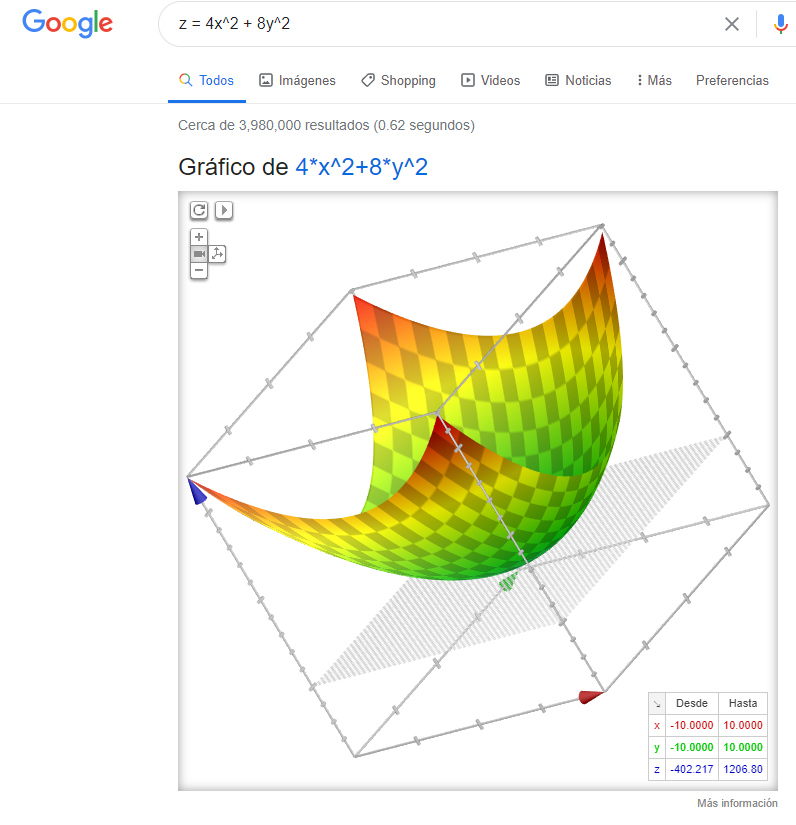 Google
z = 4x^2 + 8y^2
Todos Imágenes Shopping Videos Noticias Más Preferencias
Cerca de 3,980,000 resultados (0.62 segundos)
Gráfico de 4*x^2+8*y^2
Desde Hasta
x -10.0000 10.0000
y -10.0000 10.0000
z -402.217 1206.80
Más información